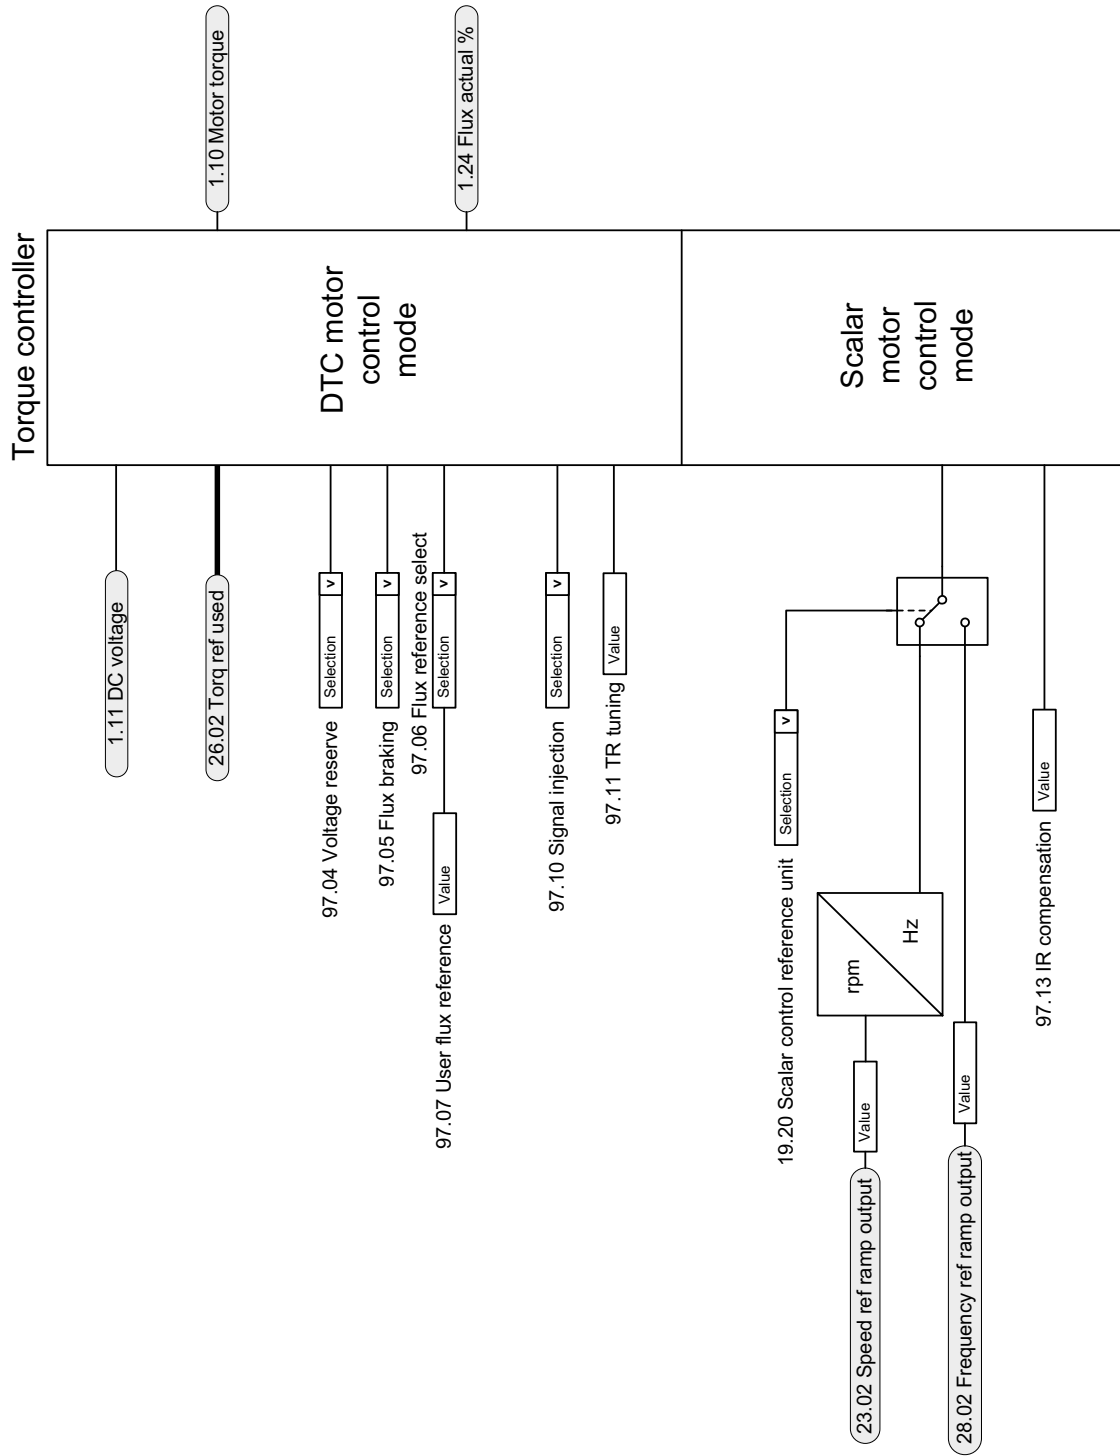 Torque controller
1.11 DC voltage
26.02 Torq ref used
1.10 Motor torque
1.24 Flux actual %
DTC motor
control
mode
97.04 Voltage reserve
Selection
v
97.05 Flux braking
Selection
v
97.06 Flux reference select
Selection
v
97.07 User flux reference
Value
97.10 Signal injection
Selection
v
97.11 TR tuning
Value
Scalar
motor
control
mode
19.20 Scalar control reference unit
Selection
v
23.02 Speed ref ramp output
Value
rpm
Hz
28.02 Frequency ref ramp output
Value
97.13 IR compensation
Value